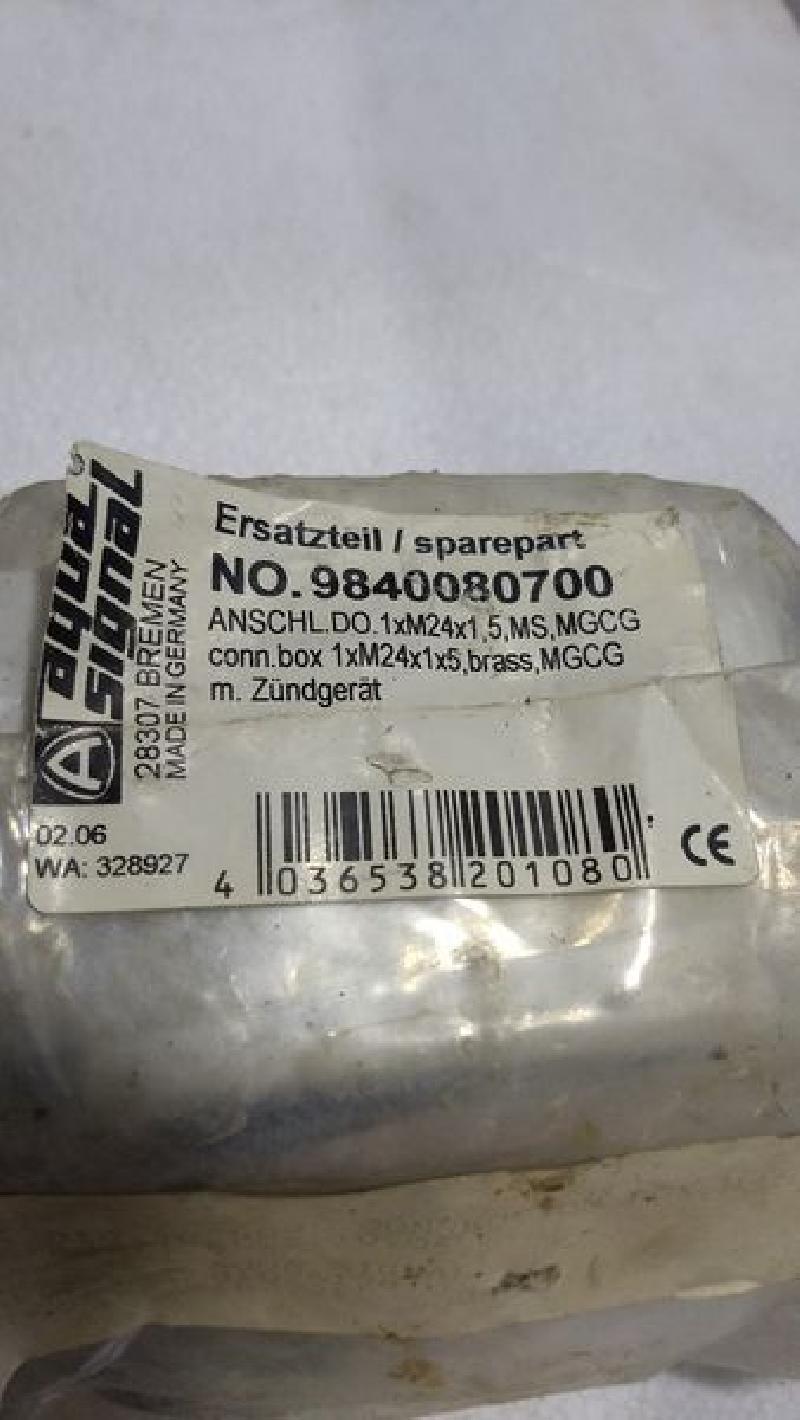 aqua
signal
28307 BREMEN
MADE IN GERMANY
Ersatzteil / sparepart
NO.9840080700
ANSCHL.DO.1xM24x1,5,MS,MGCG
conn.box 1xM24x1x5,brass,MGCG
m. Zündgerät
02.06
WA: 328927
4 036538 201080
CE